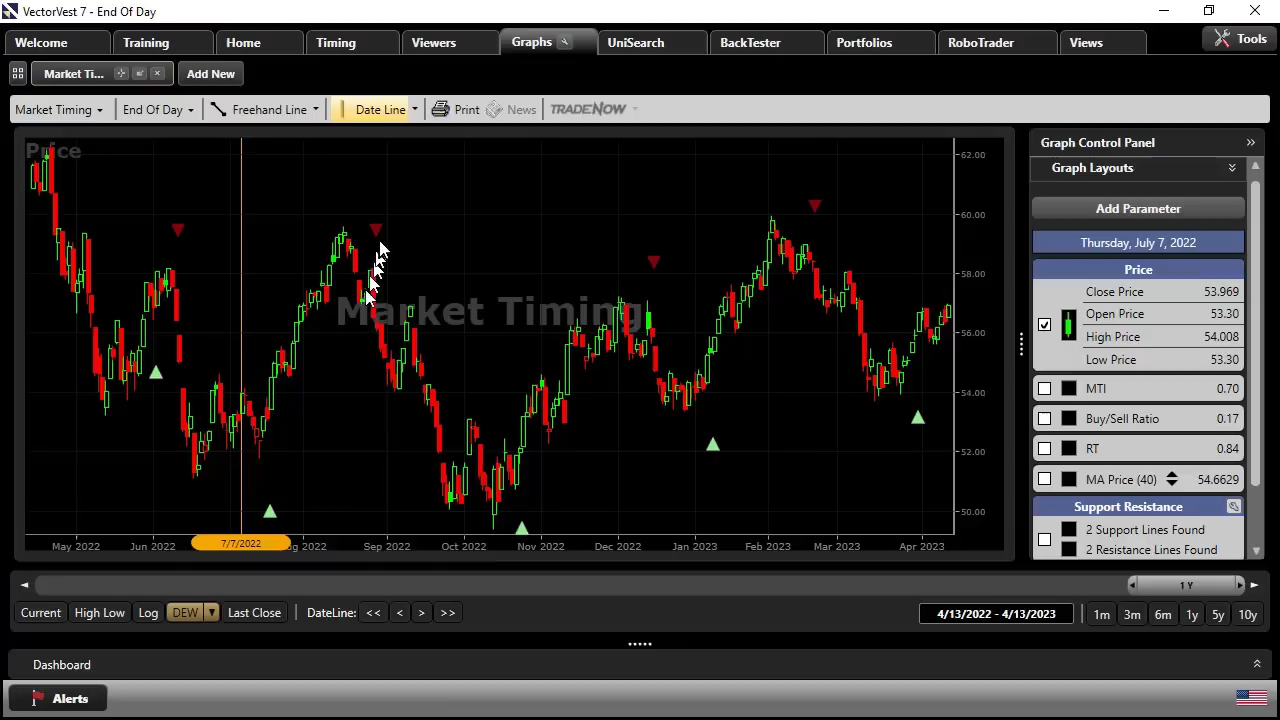 VectorVest 7 - End Of Day
Welcome Training Home Timing Viewers Graphs UniSearch BackTester Portfolios RoboTrader Views Tools
Market Ti... Add New
Market Timing End Of Day Freehand Line Date Line Print News TRADENOW
Price
Market Timing
62.00
60.00
58.00
56.00
54.00
52.00
50.00
May 2022 Jun 2022 7/7/2022 ug 2022 Sep 2022 Oct 2022 Nov 2022 Dec 2022 Jan 2023 Feb 2023 Mar 2023 Apr 2023
Graph Control Panel
Graph Layouts
Add Parameter
Thursday, July 7, 2022
Price
Close Price 53.969
Open Price 53.30
High Price 54.008
Low Price 53.30
MTI 0.70
Buy/Sell Ratio 0.17
RT 0.84
MA Price (40) 54.6629
Support Resistance
2 Support Lines Found
2 Resistance Lines Found
1 Y
Current High Low Log DEW Last Close DateLine: << < > >> 4/13/2022 - 4/13/2023 1m 3m 6m 1y 5y 10y
Dashboard
Alerts